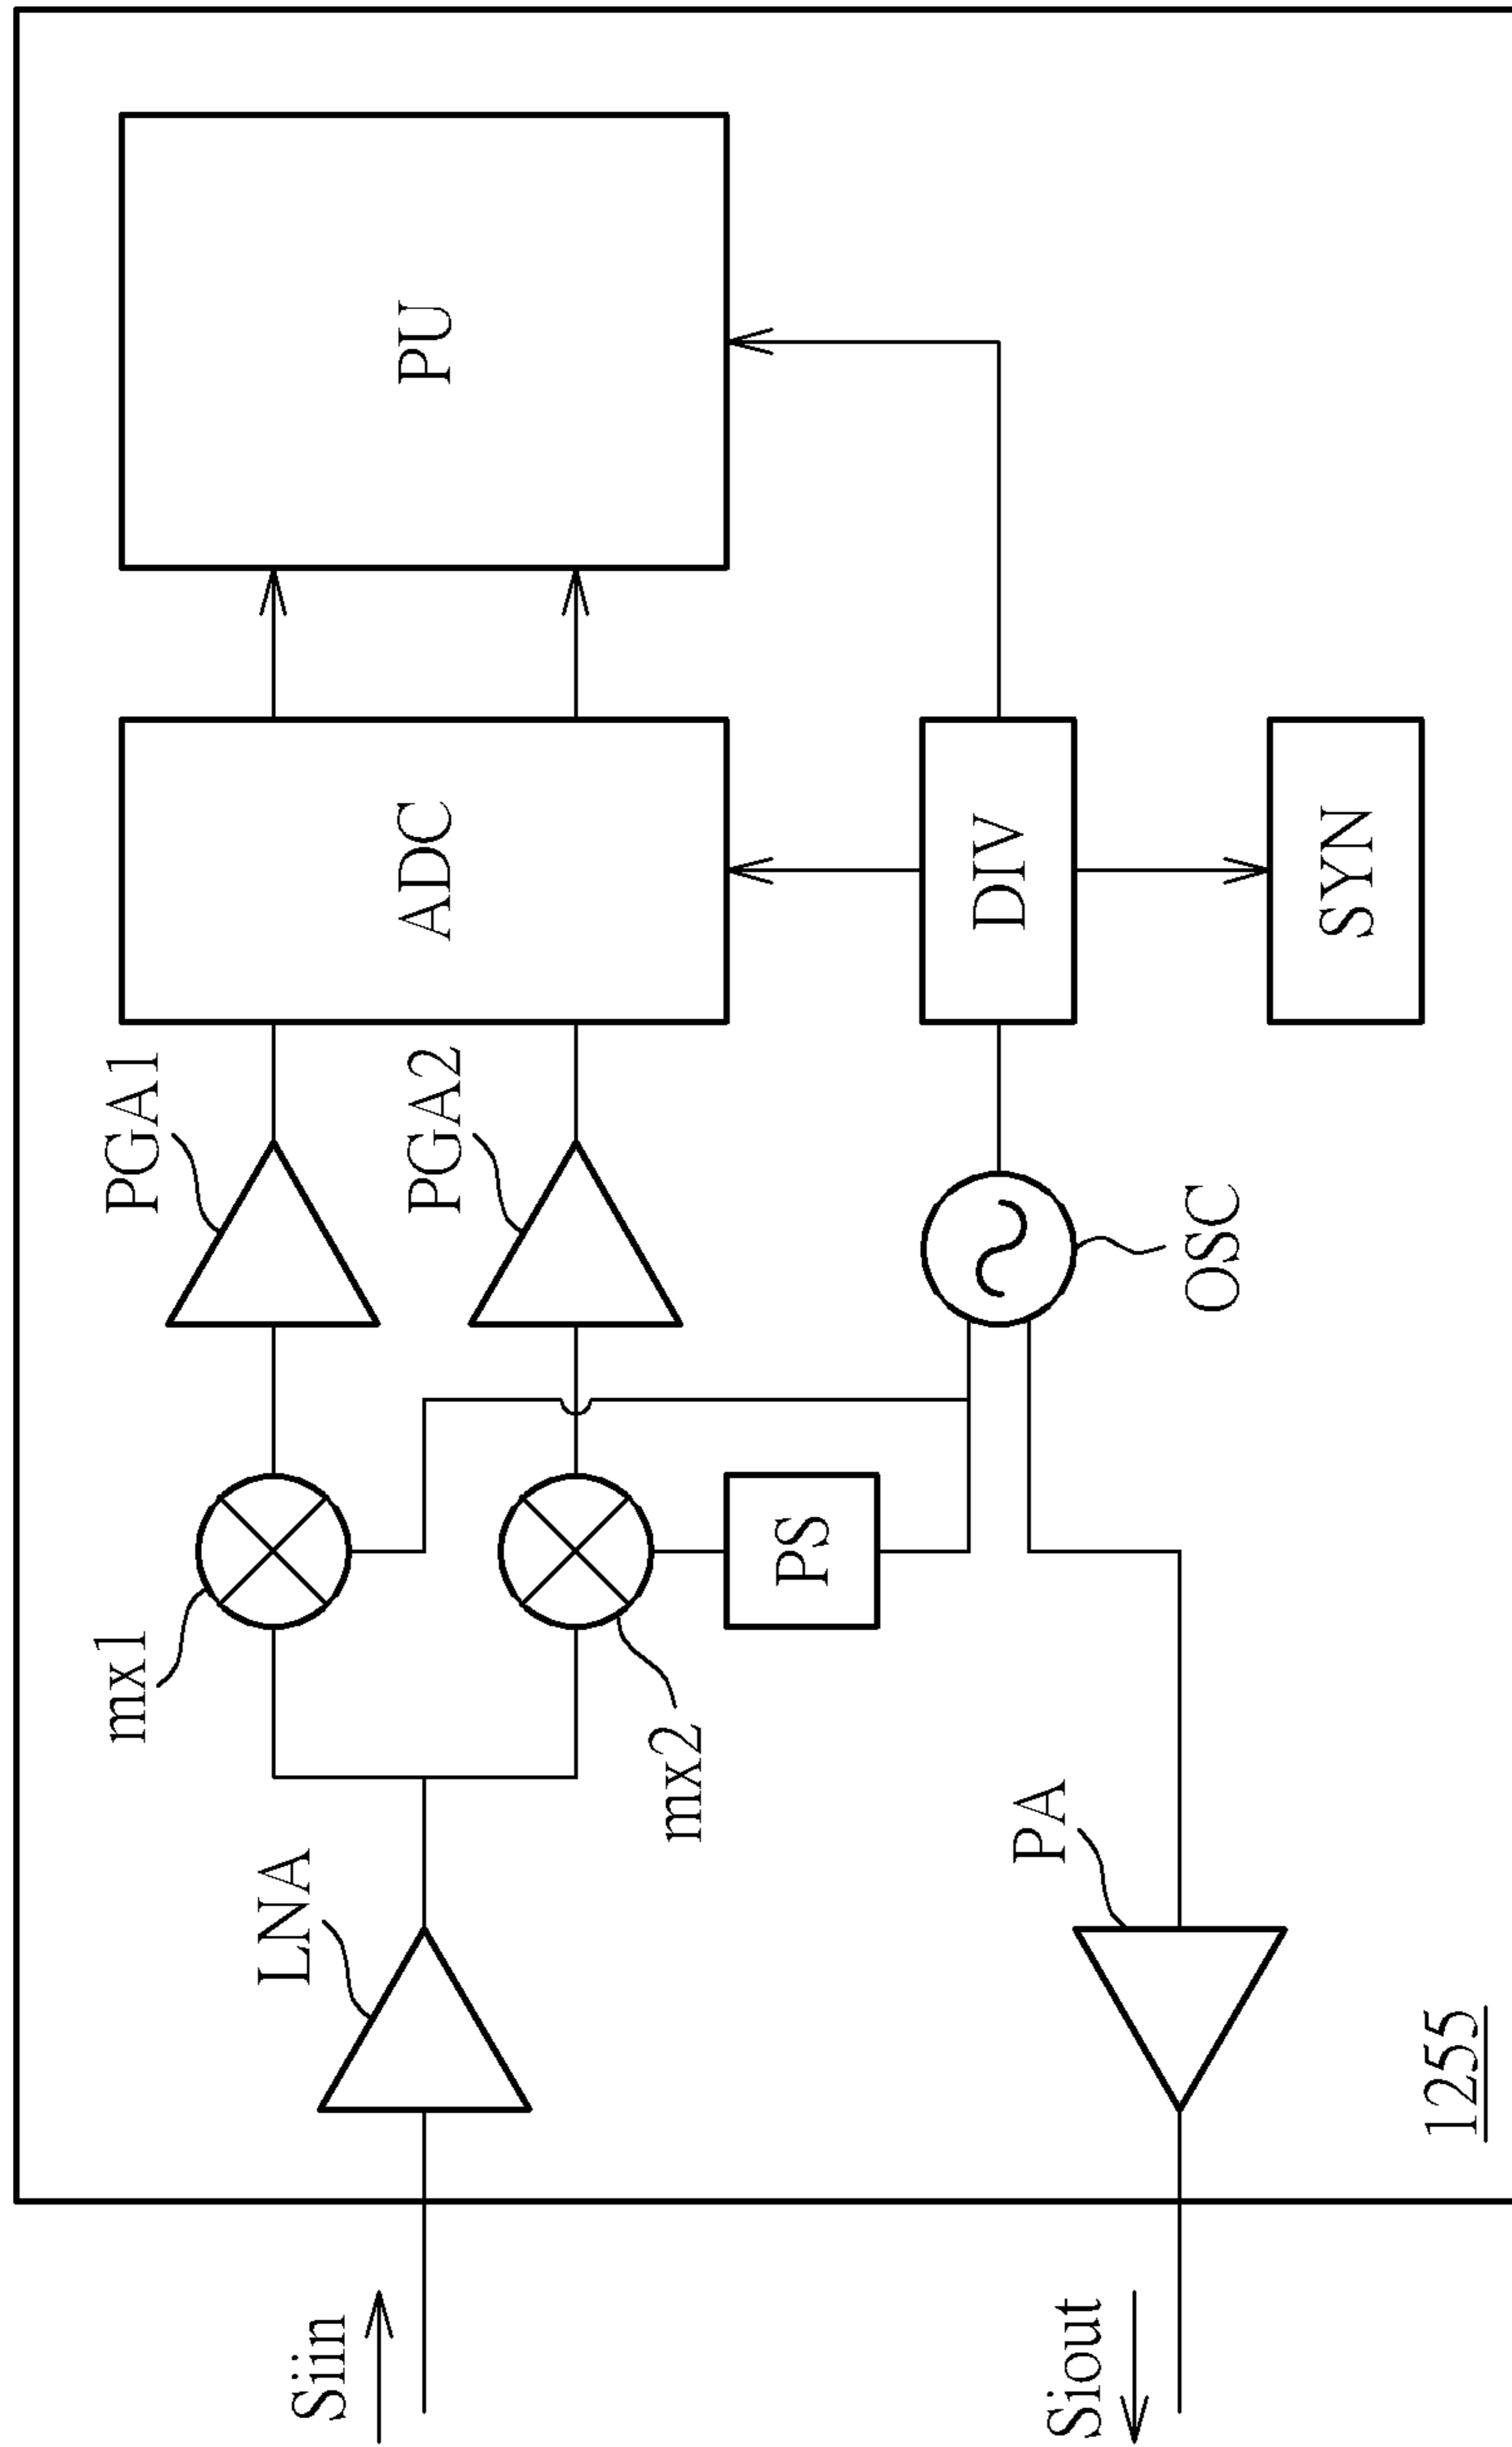 PGA1
mx1
LNA
Siin
PGA2
ADC
PU
mx2
PS
DIV
OSC
SYN
PA
Siout
1255